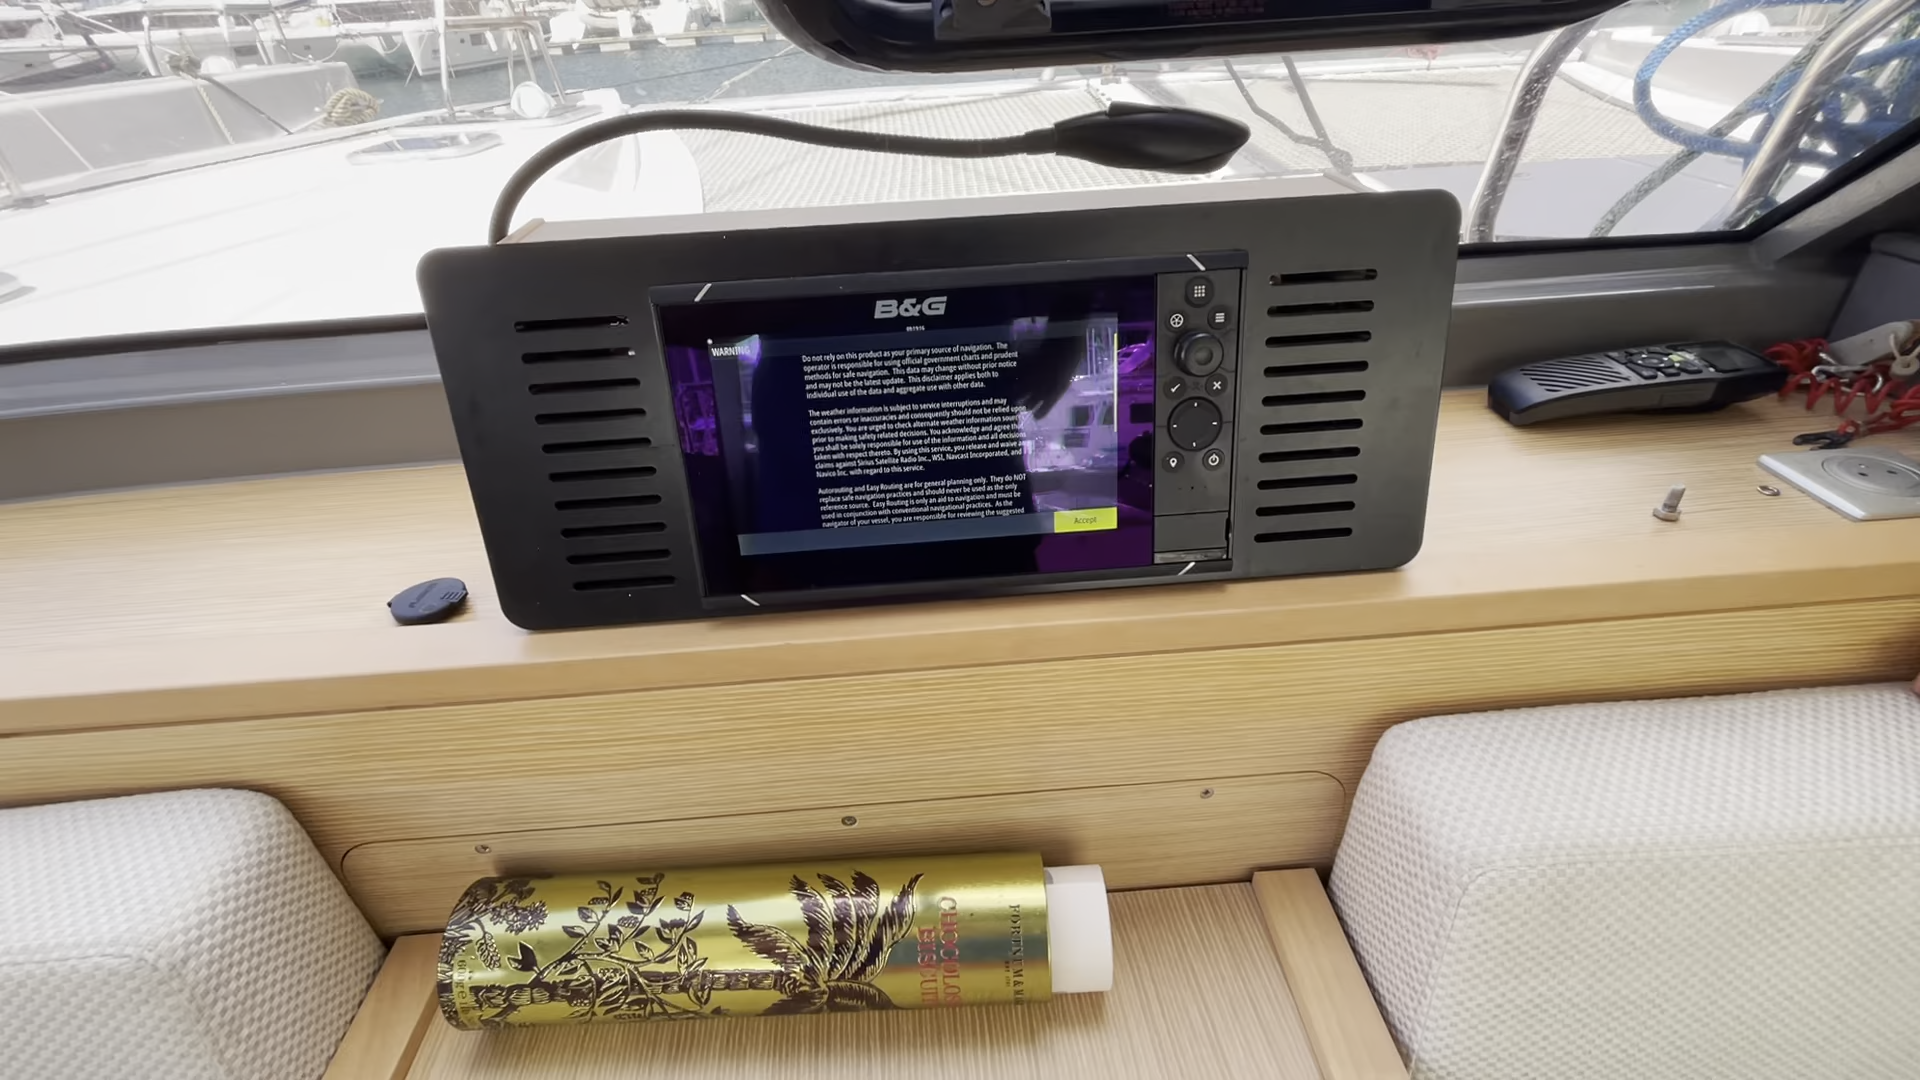 B&G
WARNING
Do not rely on this product as your primary source of navigation. The
operator is responsible for using official government charts and prudent
methods for safe navigation. This data may change without prior notice
and may not be the latest update. This disclaimer applies both to
individual use of the data and aggregate use with other data.
The weather information is subject to service interruptions and may
contain errors or inaccuracies and consequently should not be relied upon
exclusively. You are urged to check alternate weather information sources
prior to making safety related decisions. You acknowledge and agree that
you shall be solely responsible for use of the information and all decisions
taken with respect thereto. By using this service, you release and waive any
claims against Sirius Satellite Radio Inc., WSI, Navcast Incorporated, and
Navico Inc. with regard to this service.
Autorouting and Easy Routing are for general planning only. They do NOT
replace safe navigation practices and should never be used as the only
reference source. Easy Routing is only an aid to navigation and must be
used in conjunction with conventional navigational practices. As the
navigator of your vessel, you are responsible for reviewing the suggested
Accept
FORTNUM & M
CHOCOLOS
BISCUIT